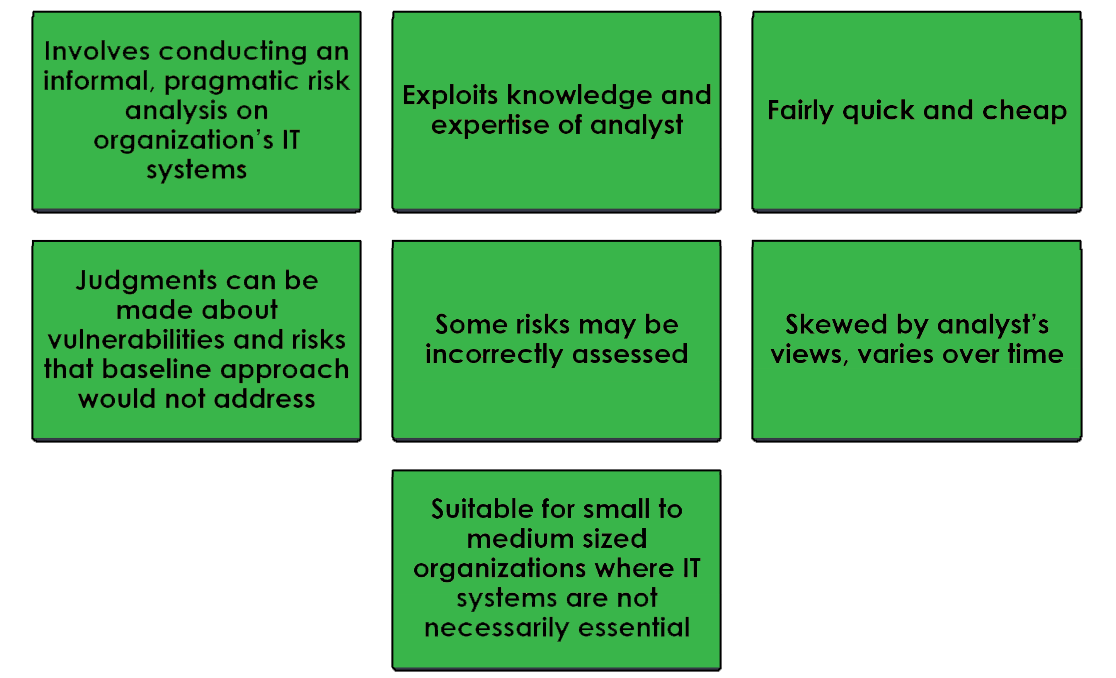 Involves conducting an
informal, pragmatic risk
analysis on
organization’s IT
systems
Exploits knowledge and
expertise of analyst
Fairly quick and cheap
Judgments can be
made about
vulnerabilities and risks
that baseline approach
would not address
Some risks may be
incorrectly assessed
Skewed by analyst’s
views, varies over time
Suitable for small to
medium sized
organizations where IT
systems are not
necessarily essential